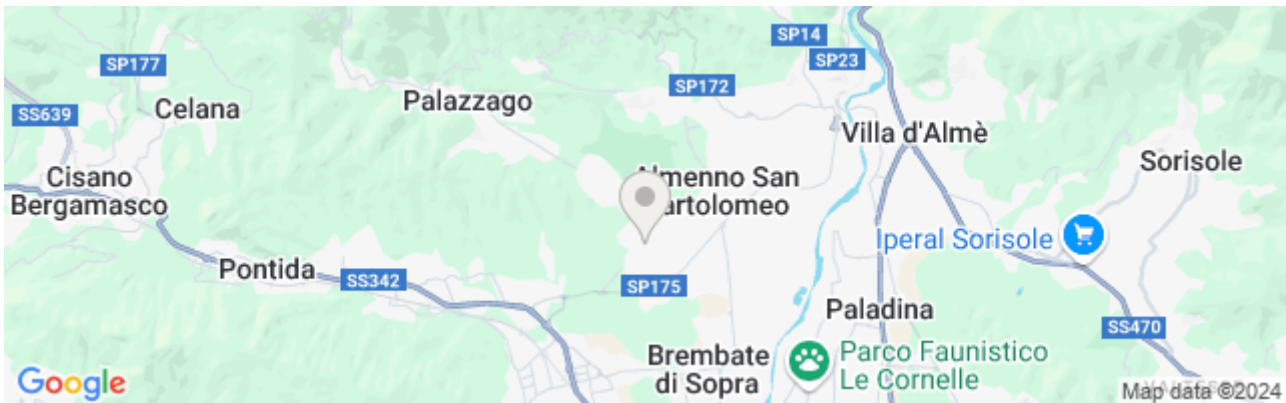 SP14
SP23
SP177
SP172
Palazzago
Celana
SS639
Villa d'Almè
Sorisole
Cisano
Bergamasco
Almenno San
Bartolomeo
Iperal Sorisole
Pontida
SS342
SP175
Paladina
SS470
Brembate
di Sopra
Parco Faunistico
Le Cornelle
Google
Map data ©2024